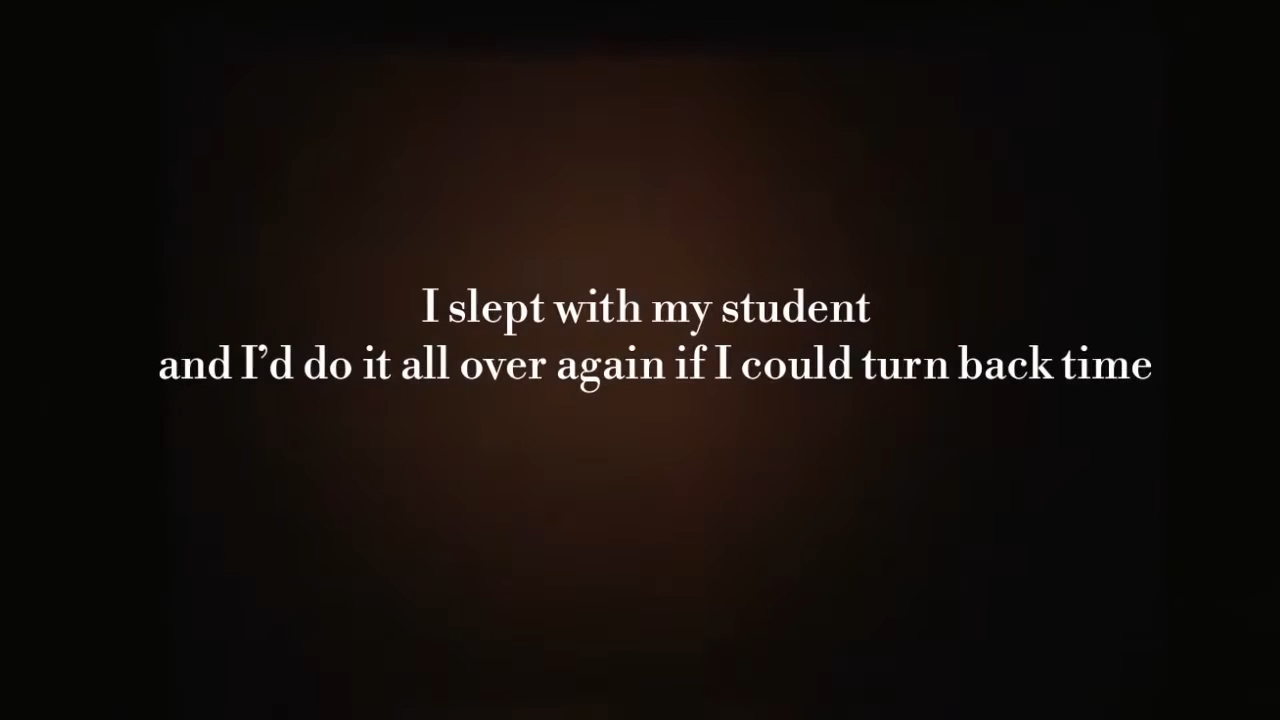 I slept with my student
and I’d do it all over again if I could turn back time